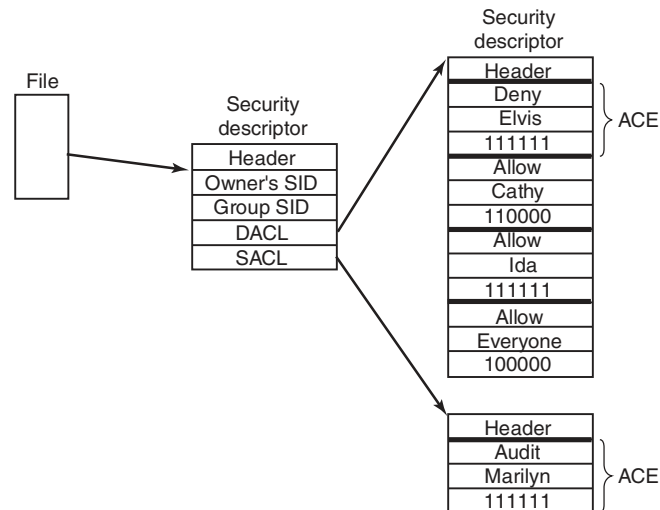 File
Security
descriptor
Header
Owner's SID
Group SID
DACL
SACL
Security
descriptor
Header
Deny
Elvis
111111
ACE
Allow
Cathy
110000
Allow
Ida
111111
Allow
Everyone
100000
Header
Audit
Marilyn
111111
ACE